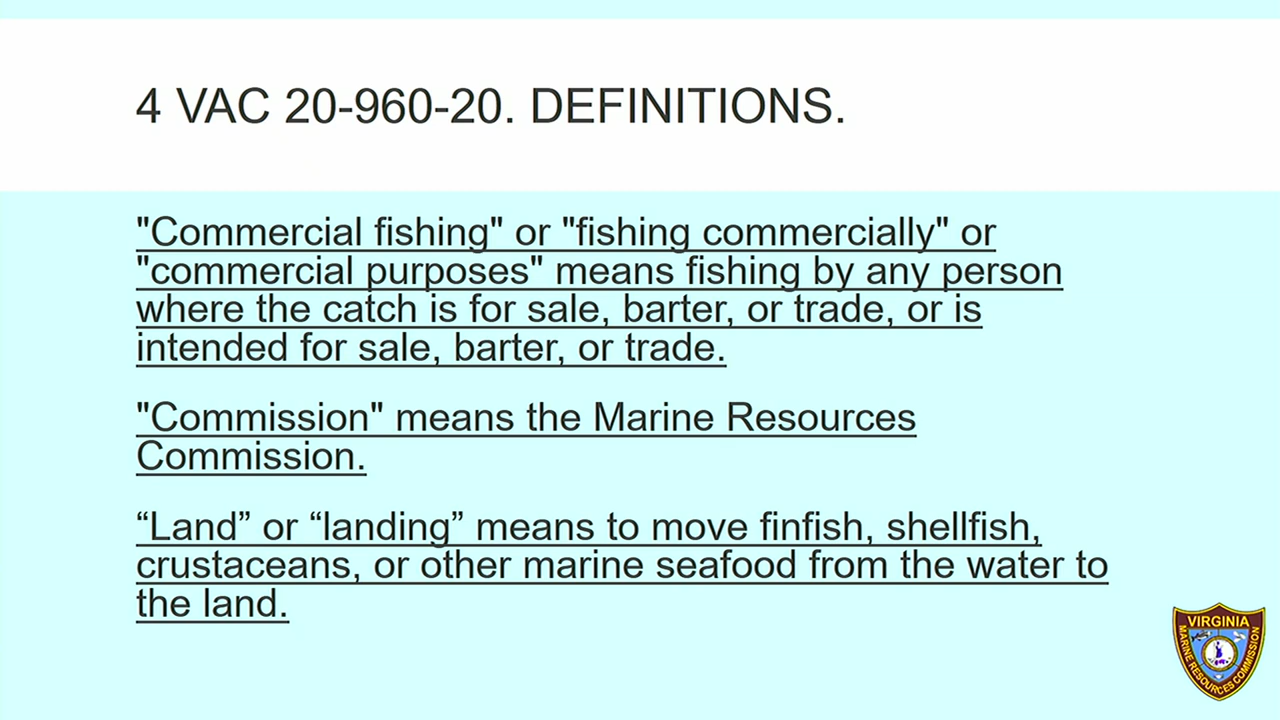 4 VAC 20-960-20. DEFINITIONS.
"Commercial fishing" or "fishing commercially" or
"commercial purposes" means fishing by any person
where the catch is for sale, barter, or trade, or is
intended for sale, barter, or trade.
"Commission" means the Marine Resources
Commission.
“Land” or “landing” means to move finfish, shellfish,
crustaceans, or other marine seafood from the water to
the land.
VIRGINIA
MARINE RESOURCES COMMISSION